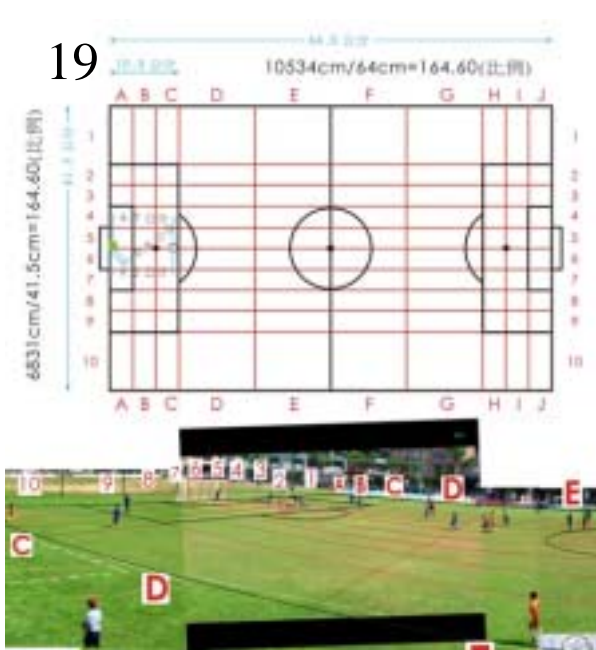 19
10534cm/64cm=164.60(比例)
A B C D E F G H I J
6831cm/41.5cm=164.60(比例)
1 1
2 2
3 3
4 4
5 5
6 6
7 7
8 8
9 9
10 10
A B C D E F G H I J
10 9 8 7 6 5 4 3 2 1 A B C D E
C
D